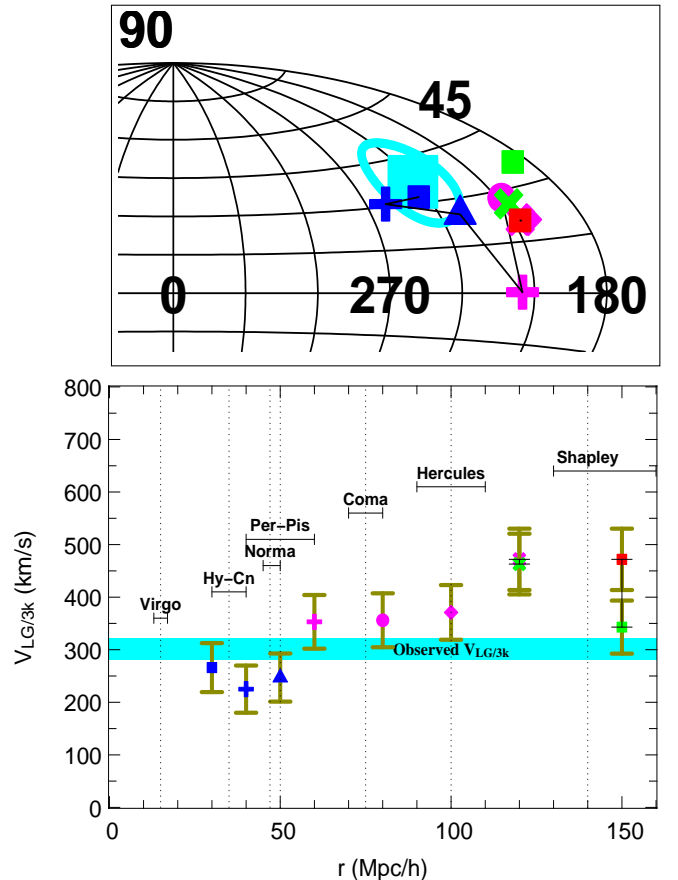 90
45
0 270 180
800
700
600
500
400
300
200
100
0
V_LG/3k (km/s)
Shapley
Hercules
Coma
Per-Pis
Norma
Hy-Cn
Virgo
Observed V_LG/3k
0 50 100 150
r (Mpc/h)